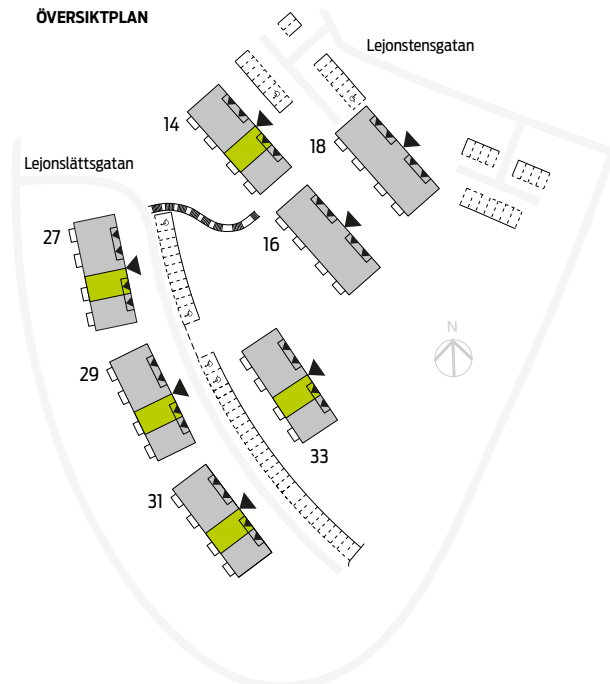 ÖVERSIKTPLAN
Lejonstensgatan
14
18
Lejonslättsgatan
27
16
N
29
33
31